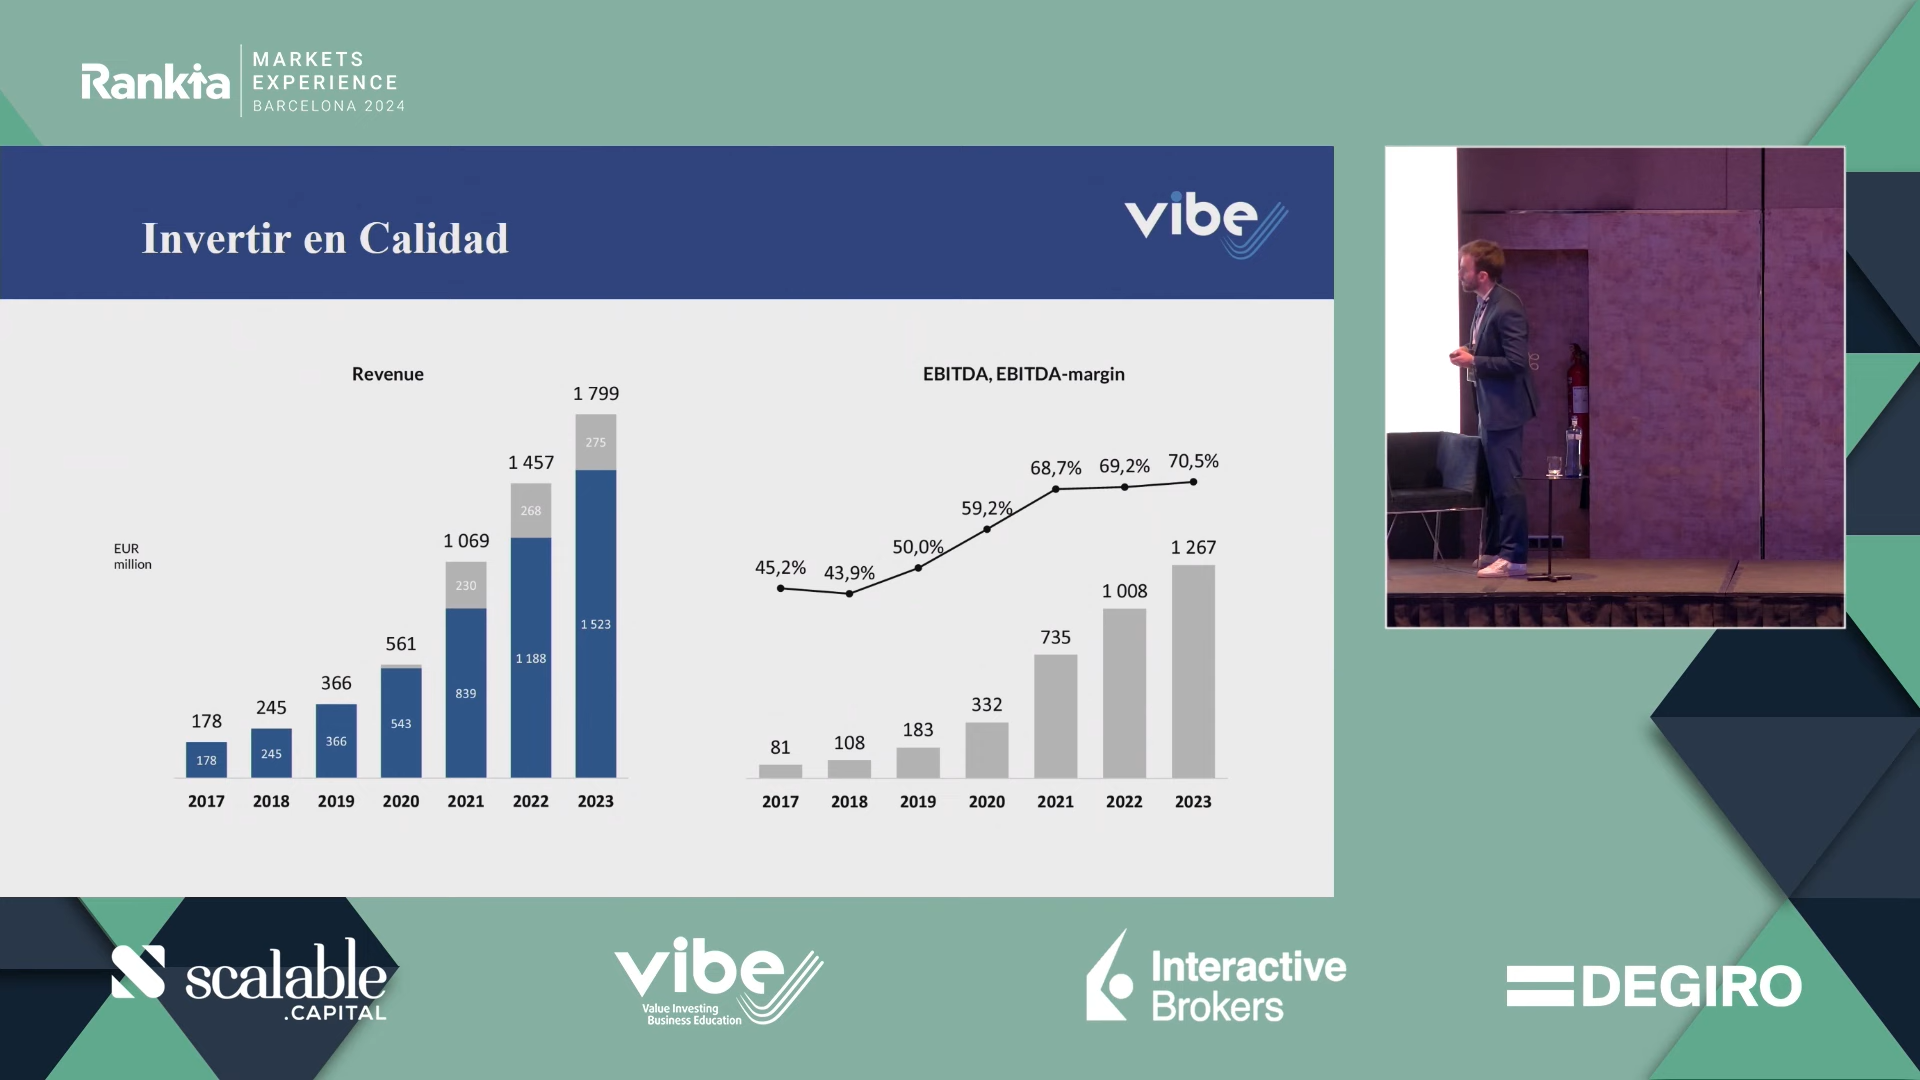 Rankia
MARKETS
EXPERIENCE
BARCELONA 2024
Invertir en Calidad
vibe
Revenue
EUR
million
178
245
366
561
1 069
1 457
1 799
178
245
366
543
839
230
1 188
268
1 523
275
2017 2018 2019 2020 2021 2022 2023
EBITDA, EBITDA-margin
45,2% 43,9% 50,0% 59,2% 68,7% 69,2% 70,5%
81 108 183 332 735 1 008 1 267
2017 2018 2019 2020 2021 2022 2023
scalable
.CAPITAL
vibe
Value Investing
Business Education
Interactive
Brokers
DEGIRO